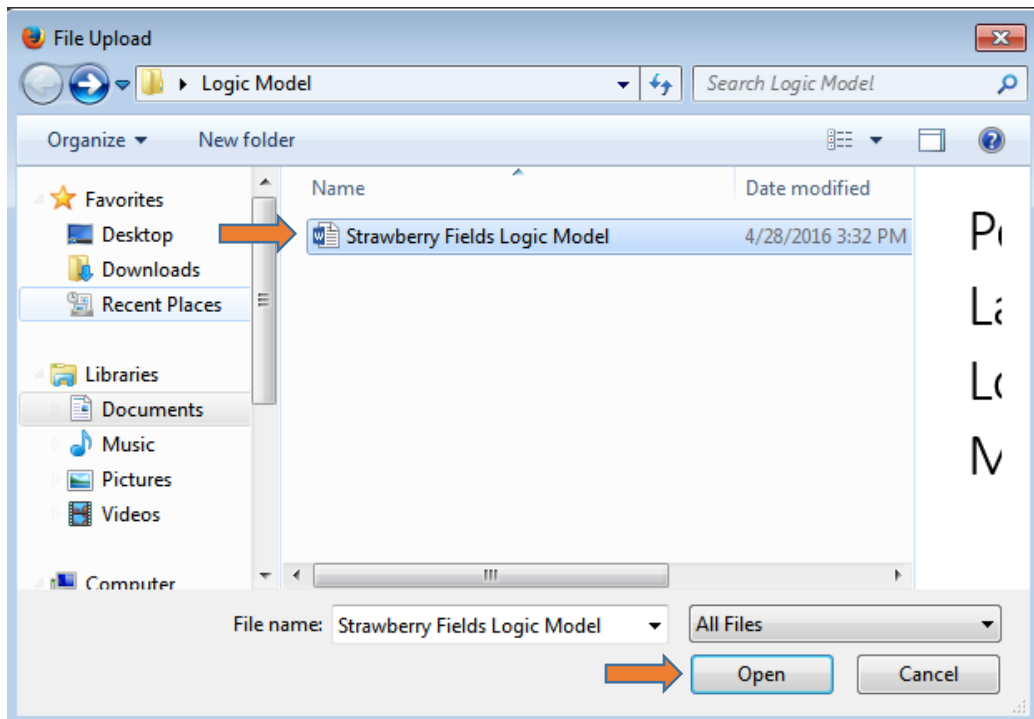 File Upload
Logic Model
Search Logic Model
Organize
New folder
Name
Date modified
Favorites
Desktop
Downloads
Recent Places
Libraries
Documents
Music
Pictures
Videos
Computer
Strawberry Fields Logic Model 4/28/2016 3:32 PM
File name: Strawberry Fields Logic Model
All Files
Open
Cancel